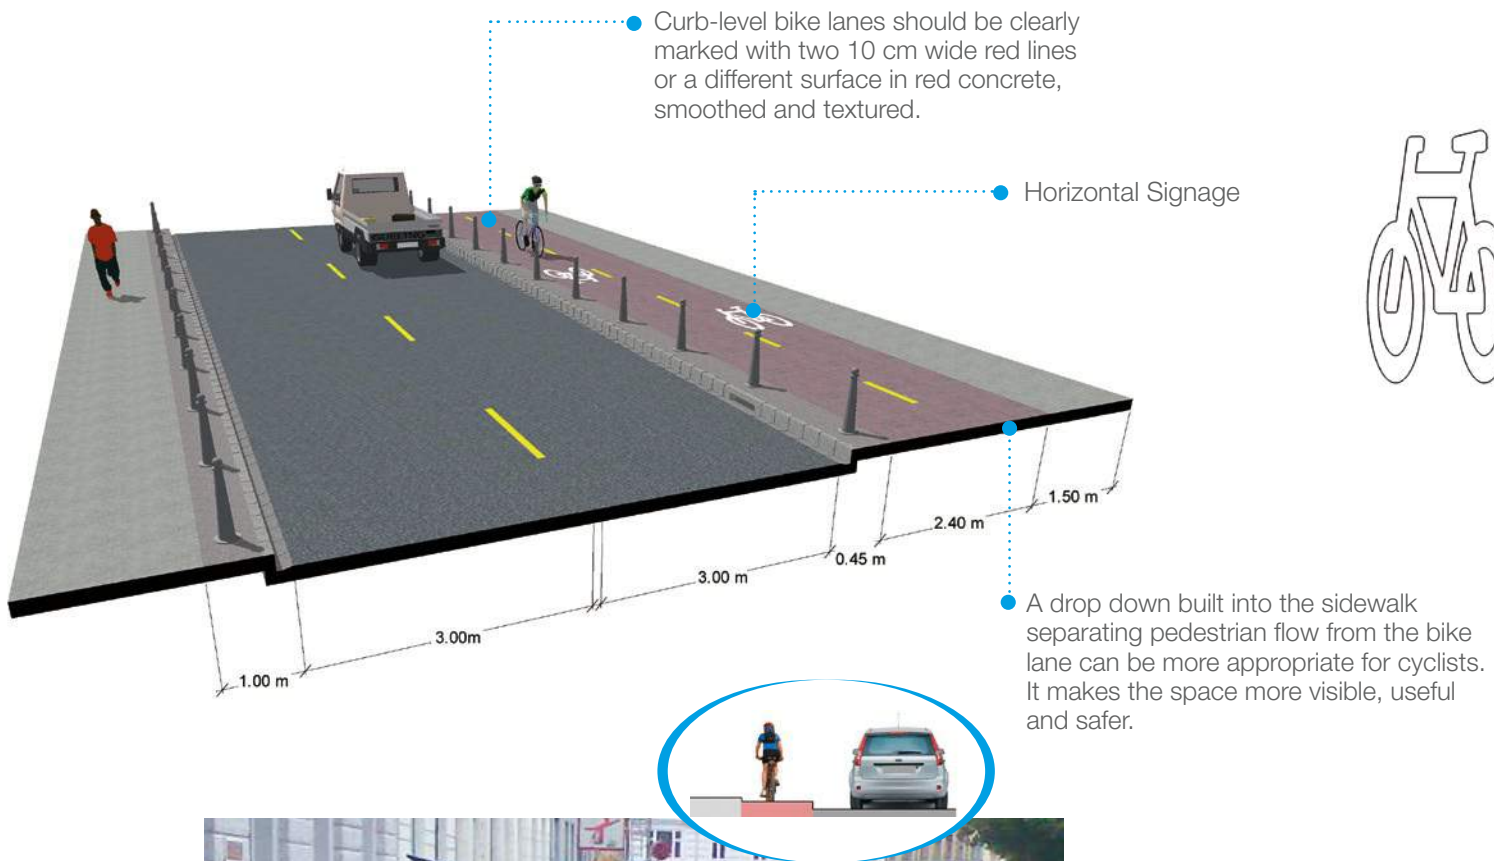 Curb-level bike lanes should be clearly
marked with two 10 cm wide red lines
or a different surface in red concrete,
smoothed and textured.
Horizontal Signage
1.50 m
2.40 m
0.45 m
3.00 m
3.00m
1.00 m
A drop down built into the sidewalk
separating pedestrian flow from the bike
lane can be more appropriate for cyclists.
It makes the space more visible, useful
and safer.